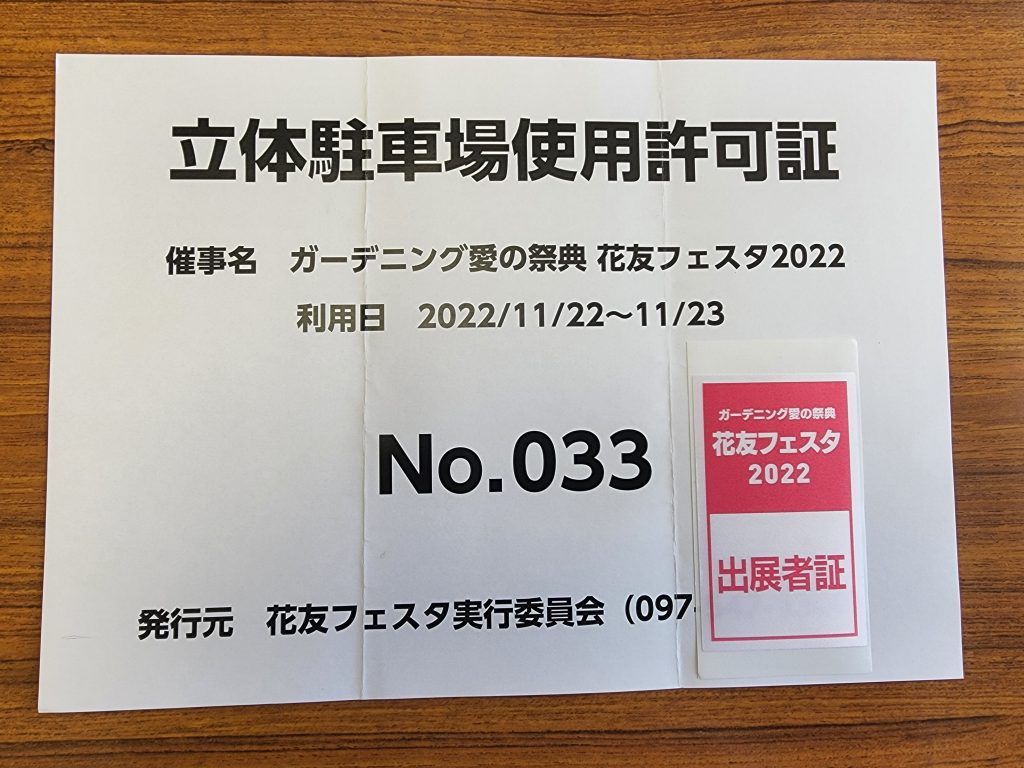 立体駐車場使用許可証
催事名 ガーデニング愛の祭典 花友フェスタ2022
利用日 2022/11/22〜11/23
No.033
発行元 花友フェスタ実行委員会（097-
ガーデニング愛の祭典
花友フェスタ
2022
出展者証